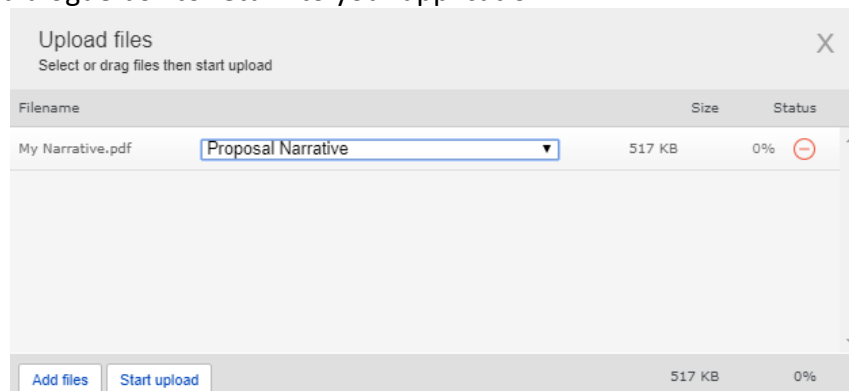 Upload files
X
Select or drag files then start upload
Filename Size Status
My Narrative.pdf Proposal Narrative 517 KB 0%
Add files Start upload 517 KB 0%